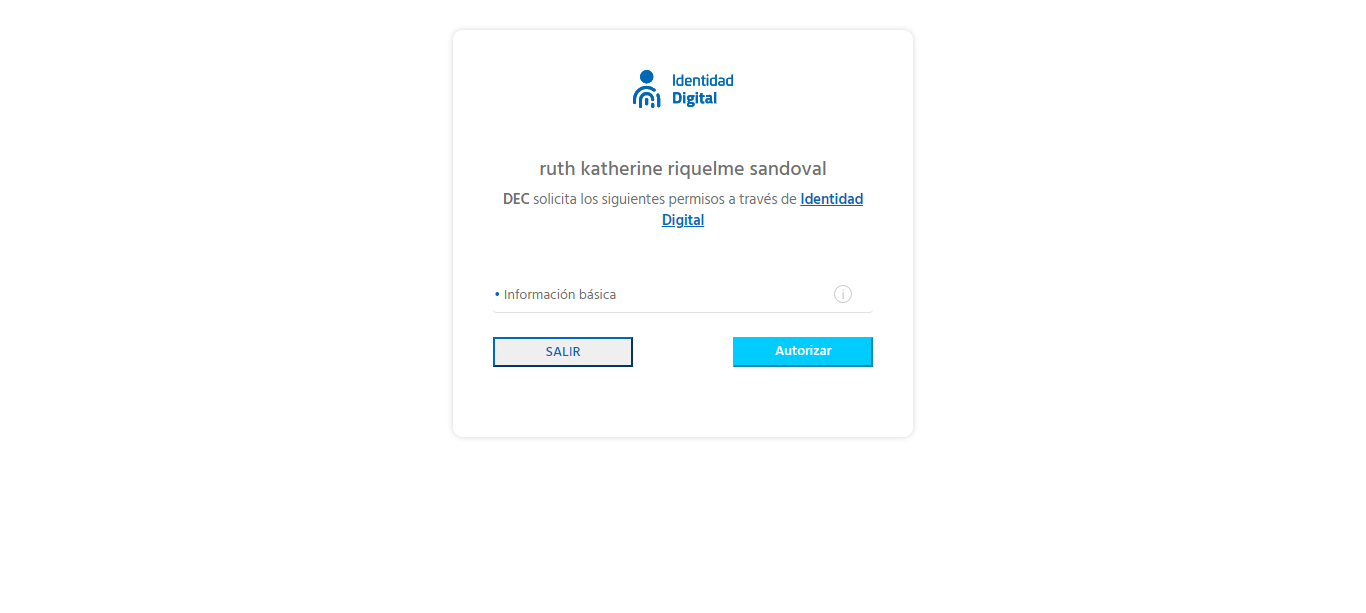 Identidad
Digital
ruth katherine riquelme sandoval
DEC solicita los siguientes permisos a través de Identidad
Digital
• Información básica
i
SALIR
Autorizar